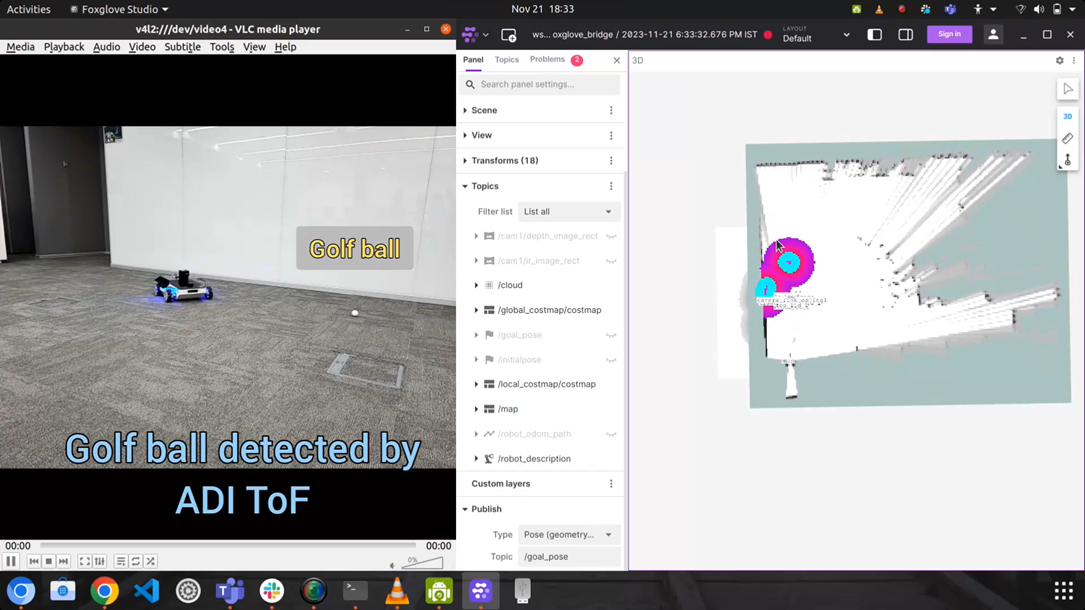 Activities
Foxglove Studio
Nov 21 18:33
v4l2:///dev/video4 - VLC media player
Media Playback Audio Video Subtitle Tools View Help
Golf ball
Golf ball detected by
ADI ToF
00:00
00:00
0%
ws... oxglove_bridge - 2023-11-21 6:33:32.676 PM IST
LAYOUT
Default
Sign in
Panel Topics Problems 2
Search panel settings...
Scene
View
Transforms (18)
Topics
Filter list List all
/cam1/depth_image_rect
/cam1/ir_image_rect
/cloud
/global_costmap/costmap
/goal_pose
/initialpose
/local_costmap/costmap
/map
/robot_odom_path
/robot_description
Custom layers
Publish
Type Pose (geometry...
Topic /goal_pose
3D
3D